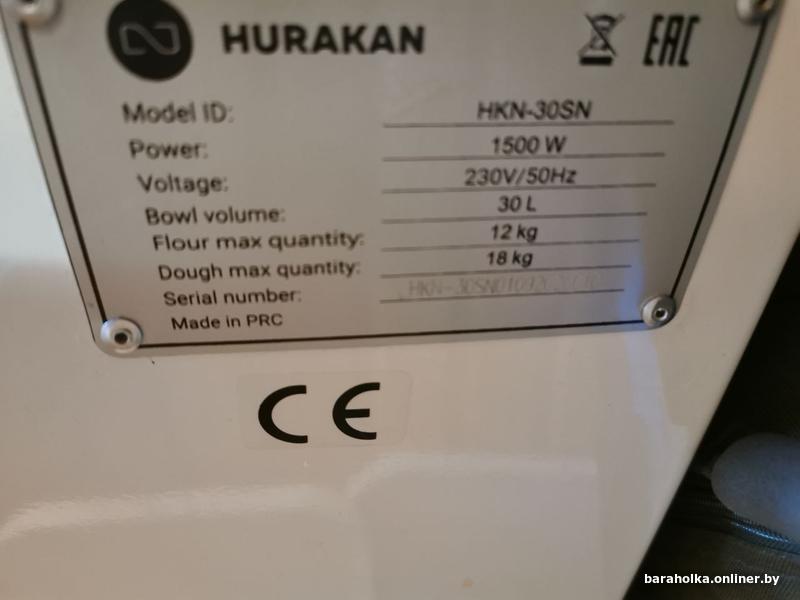 HURAKAN
EAC
Model ID: HKN-30SN
Power: 1500 W
Voltage: 230V/50Hz
Bowl volume: 30 L
Flour max quantity: 12 kg
Dough max quantity: 18 kg
Serial number:
Made in PRC
CE
baraholka.onliner.by